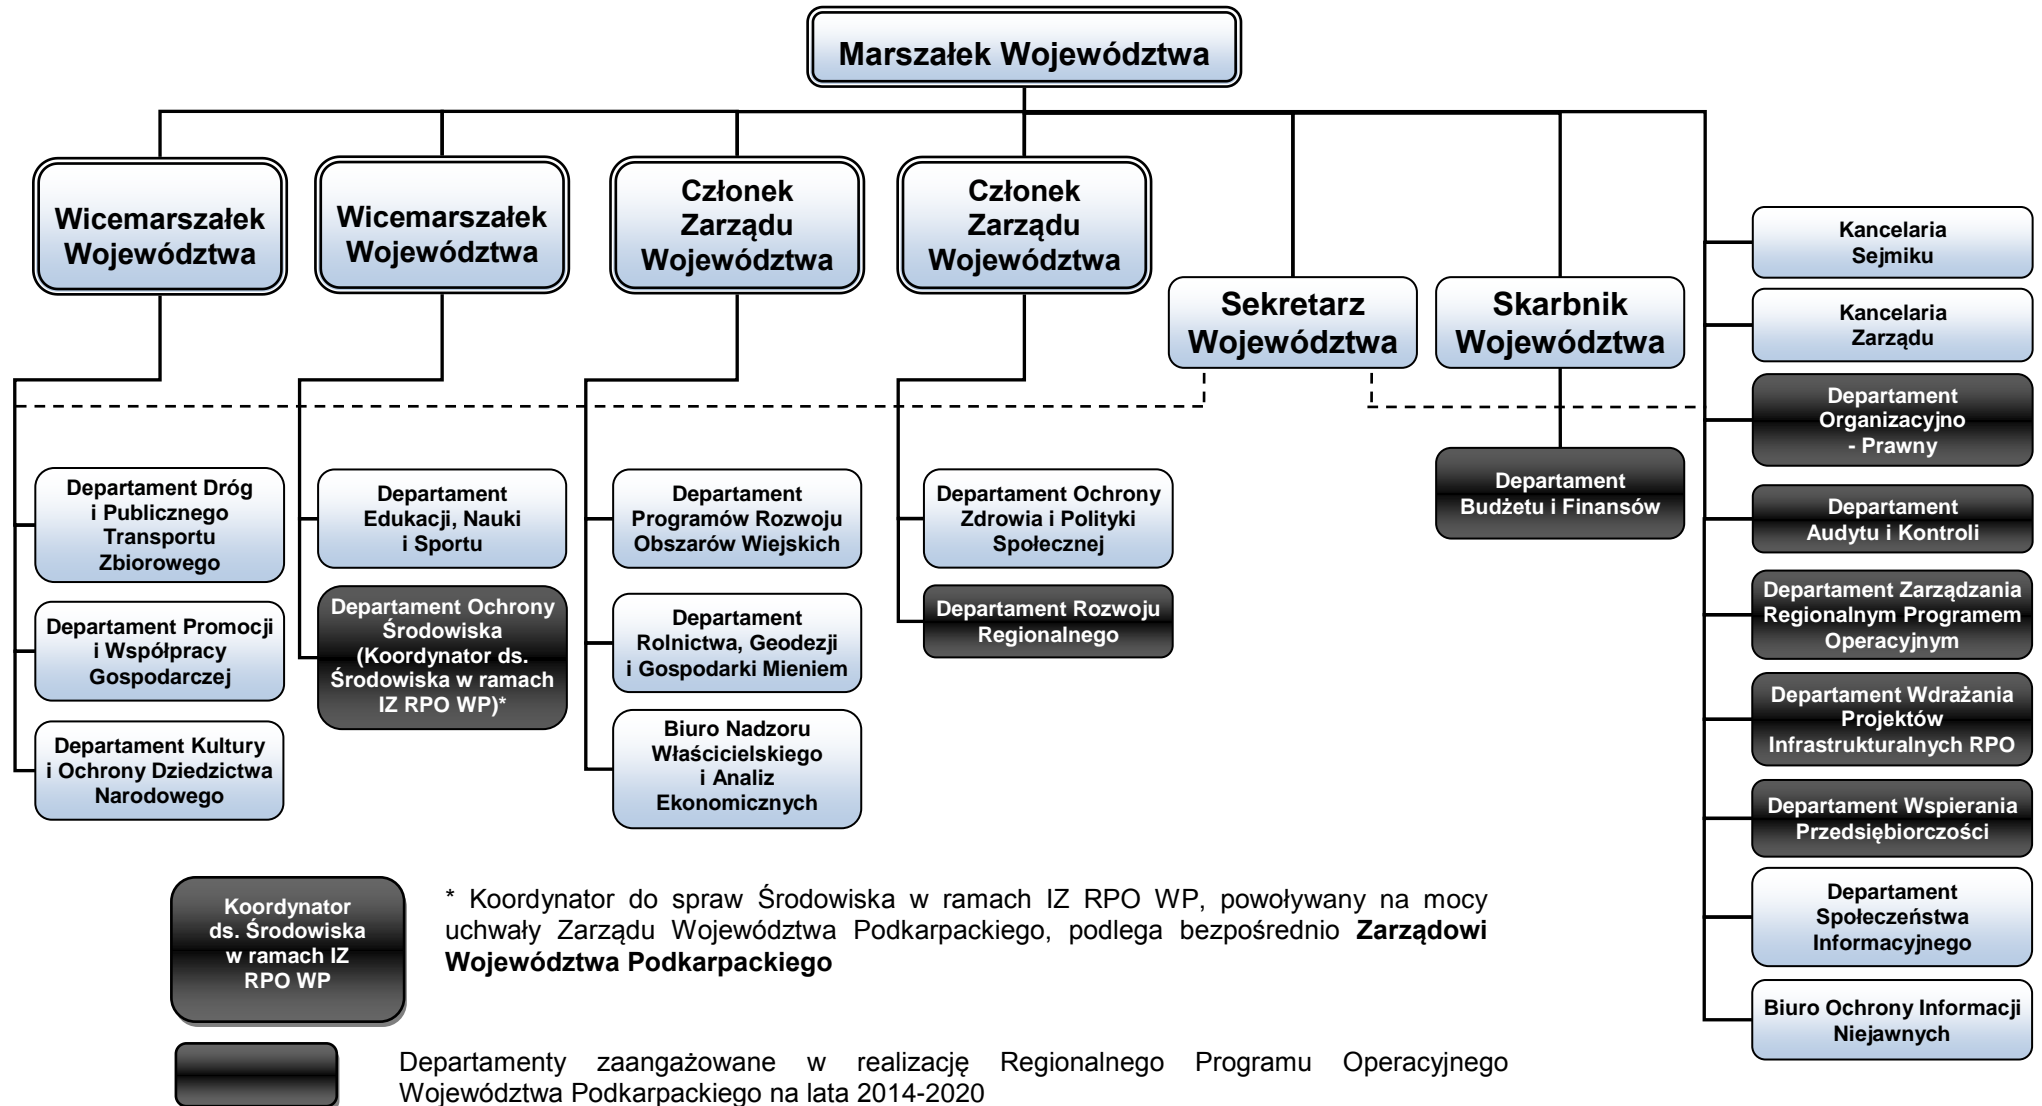 Marszałek Województwa
Wicemarszałek
Województwa
Wicemarszałek
Województwa
Członek
Zarządu
Województwa
Członek
Zarządu
Województwa
Sekretarz
Województwa
Skarbnik
Województwa
Departament Dróg
i Publicznego
Transportu
Zbiorowego
Departament Promocji
i Współpracy
Gospodarczej
Departament Kultury
i Ochrony Dziedzictwa
Narodowego
Departament
Edukacji, Nauki
i Sportu
Departament Ochrony
Środowiska
(Koordynator ds.
Środowiska w ramach
IZ RPO WP)*
Departament
Programów Rozwoju
Obszarów Wiejskich
Departament
Rolnictwa, Geodezji
i Gospodarki Mieniem
Biuro Nadzoru
Właścicielskiego
i Analiz
Ekonomicznych
Departament Ochrony
Zdrowia i Polityki
Społecznej
Departament Rozwoju
Regionalnego
Departament
Budżetu i Finansów
Kancelaria
Sejmiku
Kancelaria
Zarządu
Departament
Organizacyjno
- Prawny
Departament
Audytu i Kontroli
Departament Zarządzania
Regionalnym Programem
Operacyjnym
Departament Wdrażania
Projektów
Infrastrukturalnych RPO
Departament Wspierania
Przedsiębiorczości
Departament
Społeczeństwa
Informacyjnego
Biuro Ochrony Informacji
Niejawnych
Koordynator
ds. Środowiska
w ramach IZ
RPO WP
* Koordynator do spraw Środowiska w ramach IZ RPO WP, powoływany na mocy
uchwały Zarządu Województwa Podkarpackiego, podlega bezpośrednio Zarządowi
Województwa Podkarpackiego
Departamenty zaangażowane w realizację Regionalnego Programu Operacyjnego
Województwa Podkarpackiego na lata 2014-2020